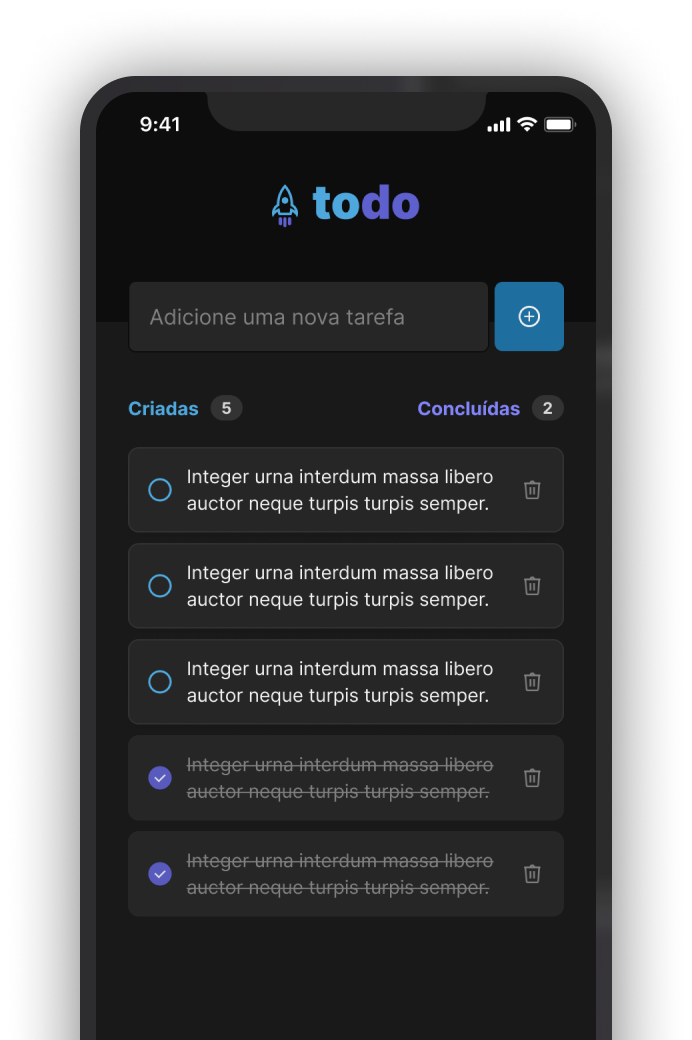 9:41
todo
Adicione uma nova tarefa
Criadas 5 Concluídas 2
Integer urna interdum massa libero
auctor neque turpis turpis semper.
Integer urna interdum massa libero
auctor neque turpis turpis semper.
Integer urna interdum massa libero
auctor neque turpis turpis semper.
Integer urna interdum massa libero
auctor neque turpis turpis semper.
Integer urna interdum massa libero
auctor neque turpis turpis semper.